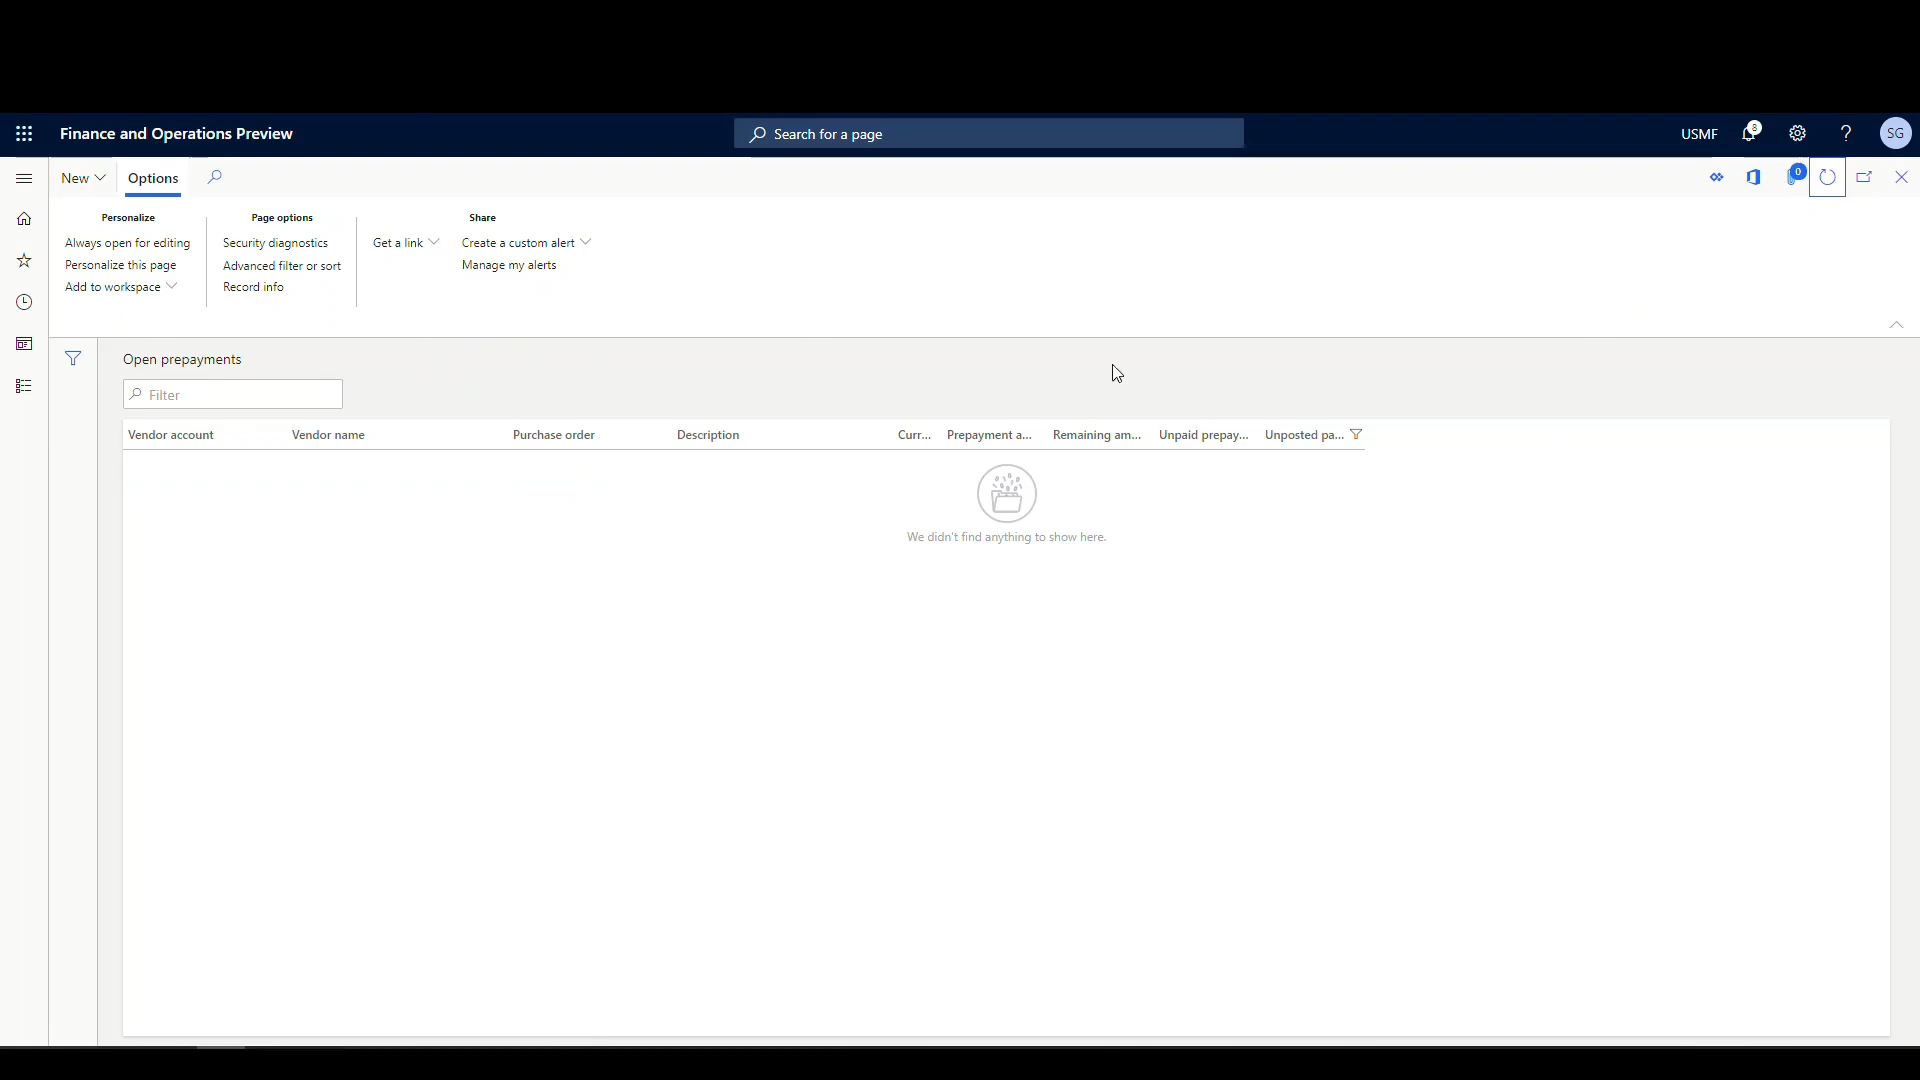 Finance and Operations Preview
Search for a page
USMF
8
?
SG
New
Options
0
Personalize
Page options
Share
Always open for editing
Security diagnostics
Get a link
Create a custom alert
Personalize this page
Advanced filter or sort
Manage my alerts
Add to workspace
Record info
Open prepayments
Filter
Vendor account
Vendor name
Purchase order
Description
Curr...
Prepayment a...
Remaining am...
Unpaid prepay...
Unposted pa...
We didn't find anything to show here.